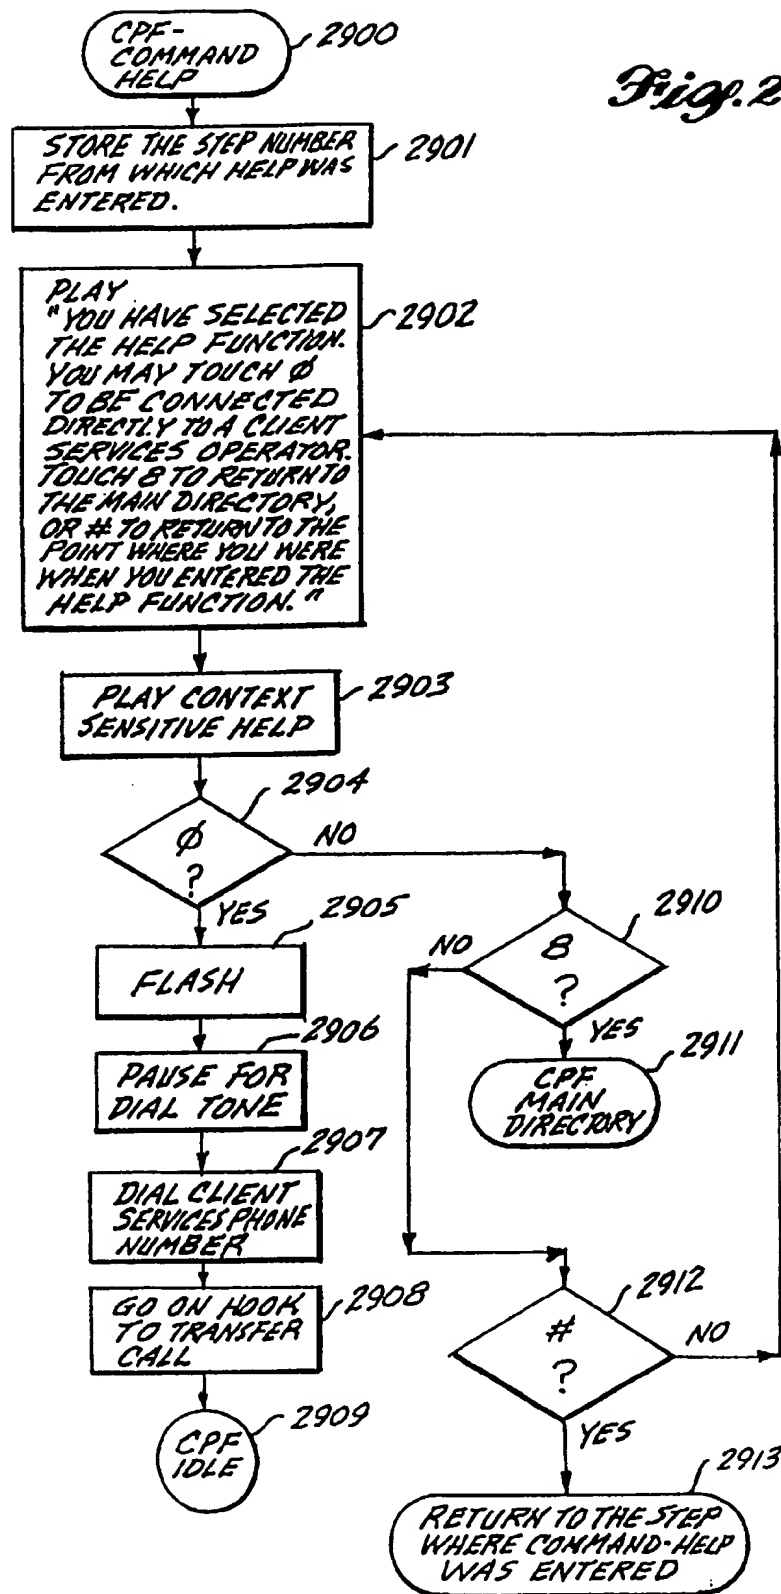 CPF-
COMMAND
HELP
2900
Fig. 2
STORE THE STEP NUMBER
FROM WHICH HELP WAS
ENTERED.
2901
PLAY
"YOU HAVE SELECTED
THE HELP FUNCTION.
YOU MAY TOUCH Ø
TO BE CONNECTED
DIRECTLY TO A CLIENT
SERVICES OPERATOR.
TOUCH 8 TO RETURN TO
THE MAIN DIRECTORY,
OR # TO RETURN TO THE
POINT WHERE YOU WERE
WHEN YOU ENTERED THE
HELP FUNCTION."
2902
PLAY CONTEXT
SENSITIVE HELP
2903
Ø
?
2904
NO
YES
FLASH
2905
PAUSE FOR
DIAL TONE
2906
DIAL CLIENT
SERVICES PHONE
NUMBER
2907
GO ON HOOK
TO TRANSFER
CALL
2908
CPF
IDLE
2909
8
?
2910
NO
YES
CPF
MAIN
DIRECTORY
2911
#
?
2912
NO
YES
RETURN TO THE STEP
WHERE COMMAND-HELP
WAS ENTERED
2913